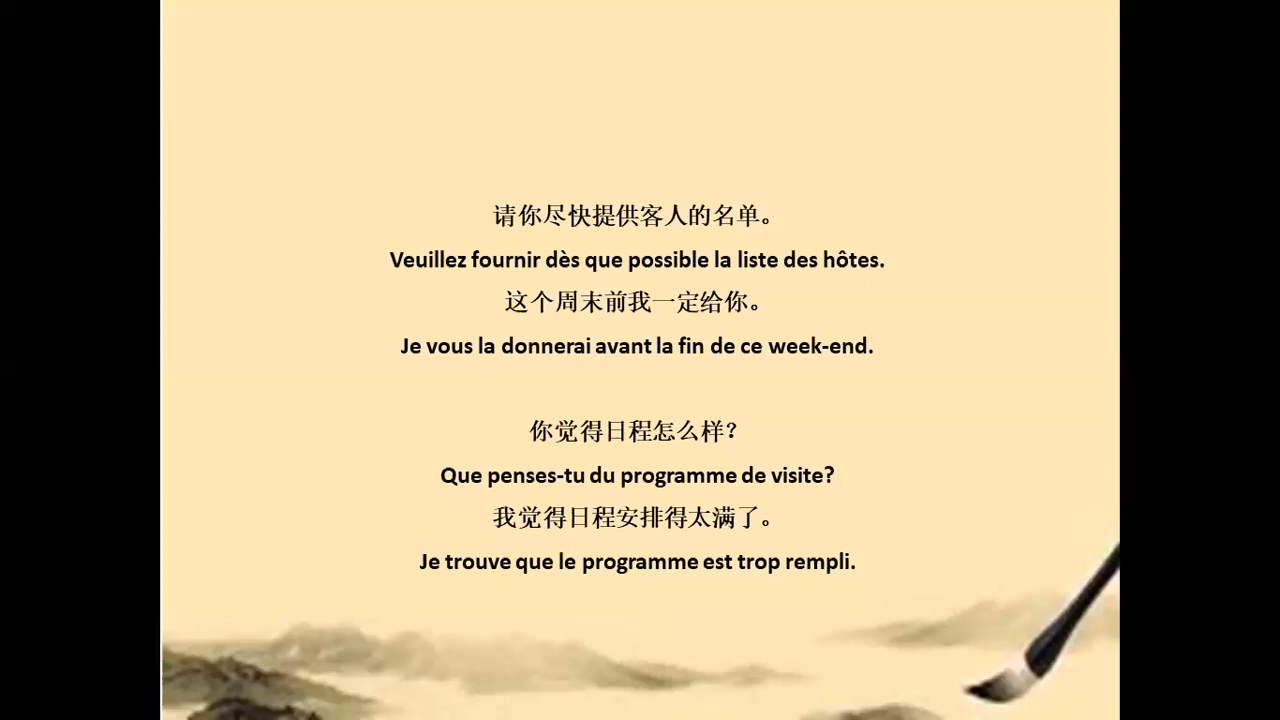 请你尽快提供客人的名单。
Veuillez fournir dès que possible la liste des hôtes.
这个周末前我一定给你。
Je vous la donnerai avant la fin de ce week-end.
你觉得日程怎么样？
Que penses-tu du programme de visite?
我觉得日程安排得太满了。
Je trouve que le programme est trop rempli.